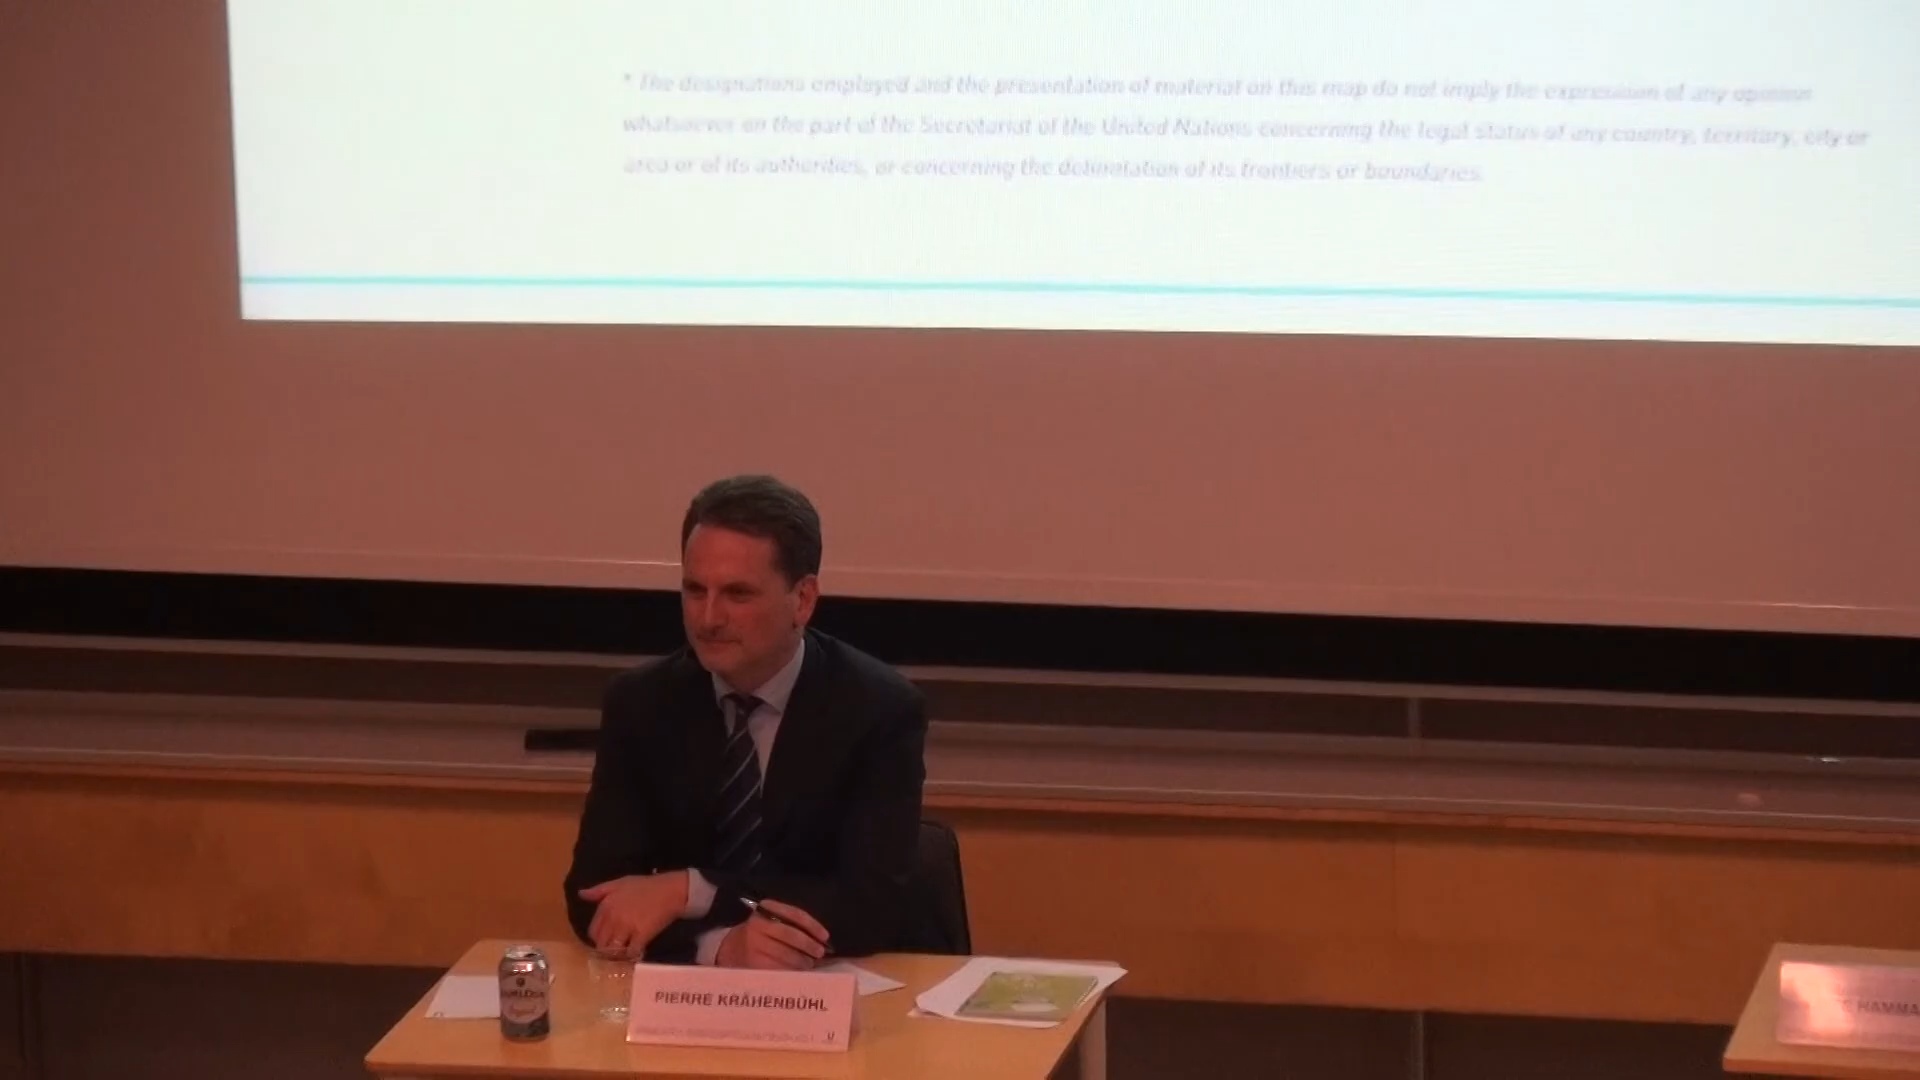 * The designations employed and the presentation of material on this map do not imply the expression of any opinion
whatsoever on the part of the Secretariat of the United Nations concerning the legal status of any country, territory, city or
area or of its authorities, or concerning the delimitation of its frontiers or boundaries.
PIERRE KRÄHENBÜHL
HAMMA